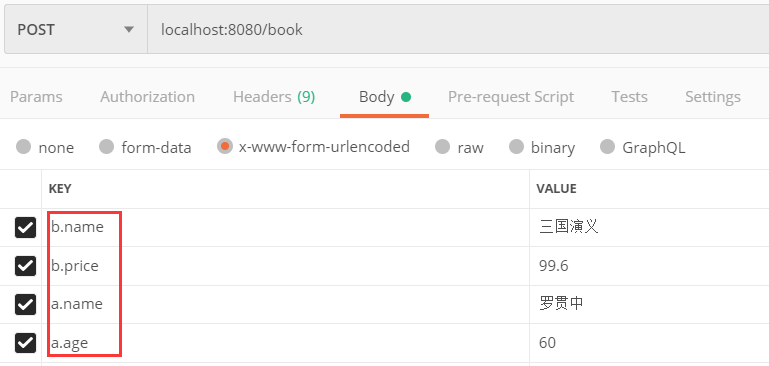 POST localhost:8080/book
Params Authorization Headers (9) Body Pre-request Script Tests Settings
none form-data x-www-form-urlencoded raw binary GraphQL
KEY VALUE
b.name 三国演义
b.price 99.6
a.name 罗贯中
a.age 60